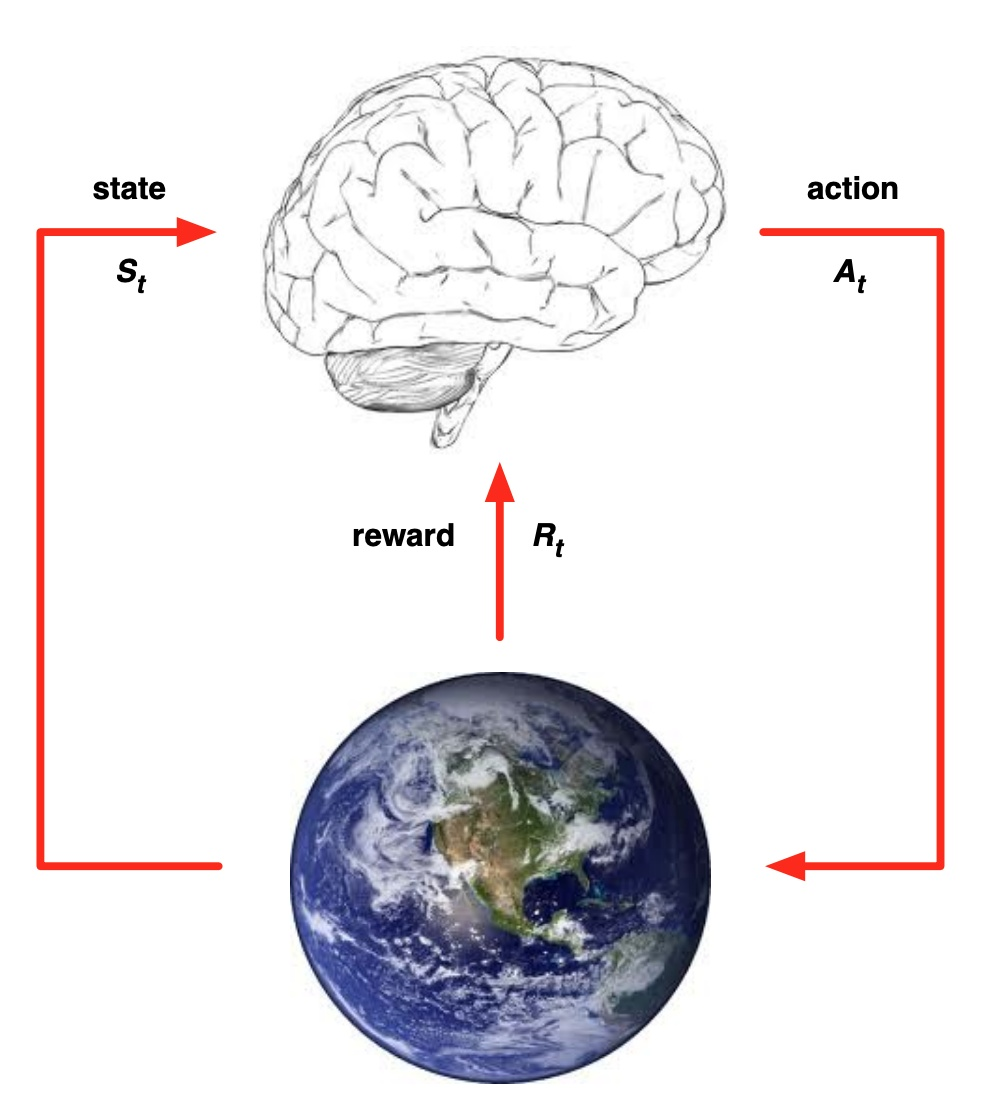 state
S_t
action
A_t
reward
R_t